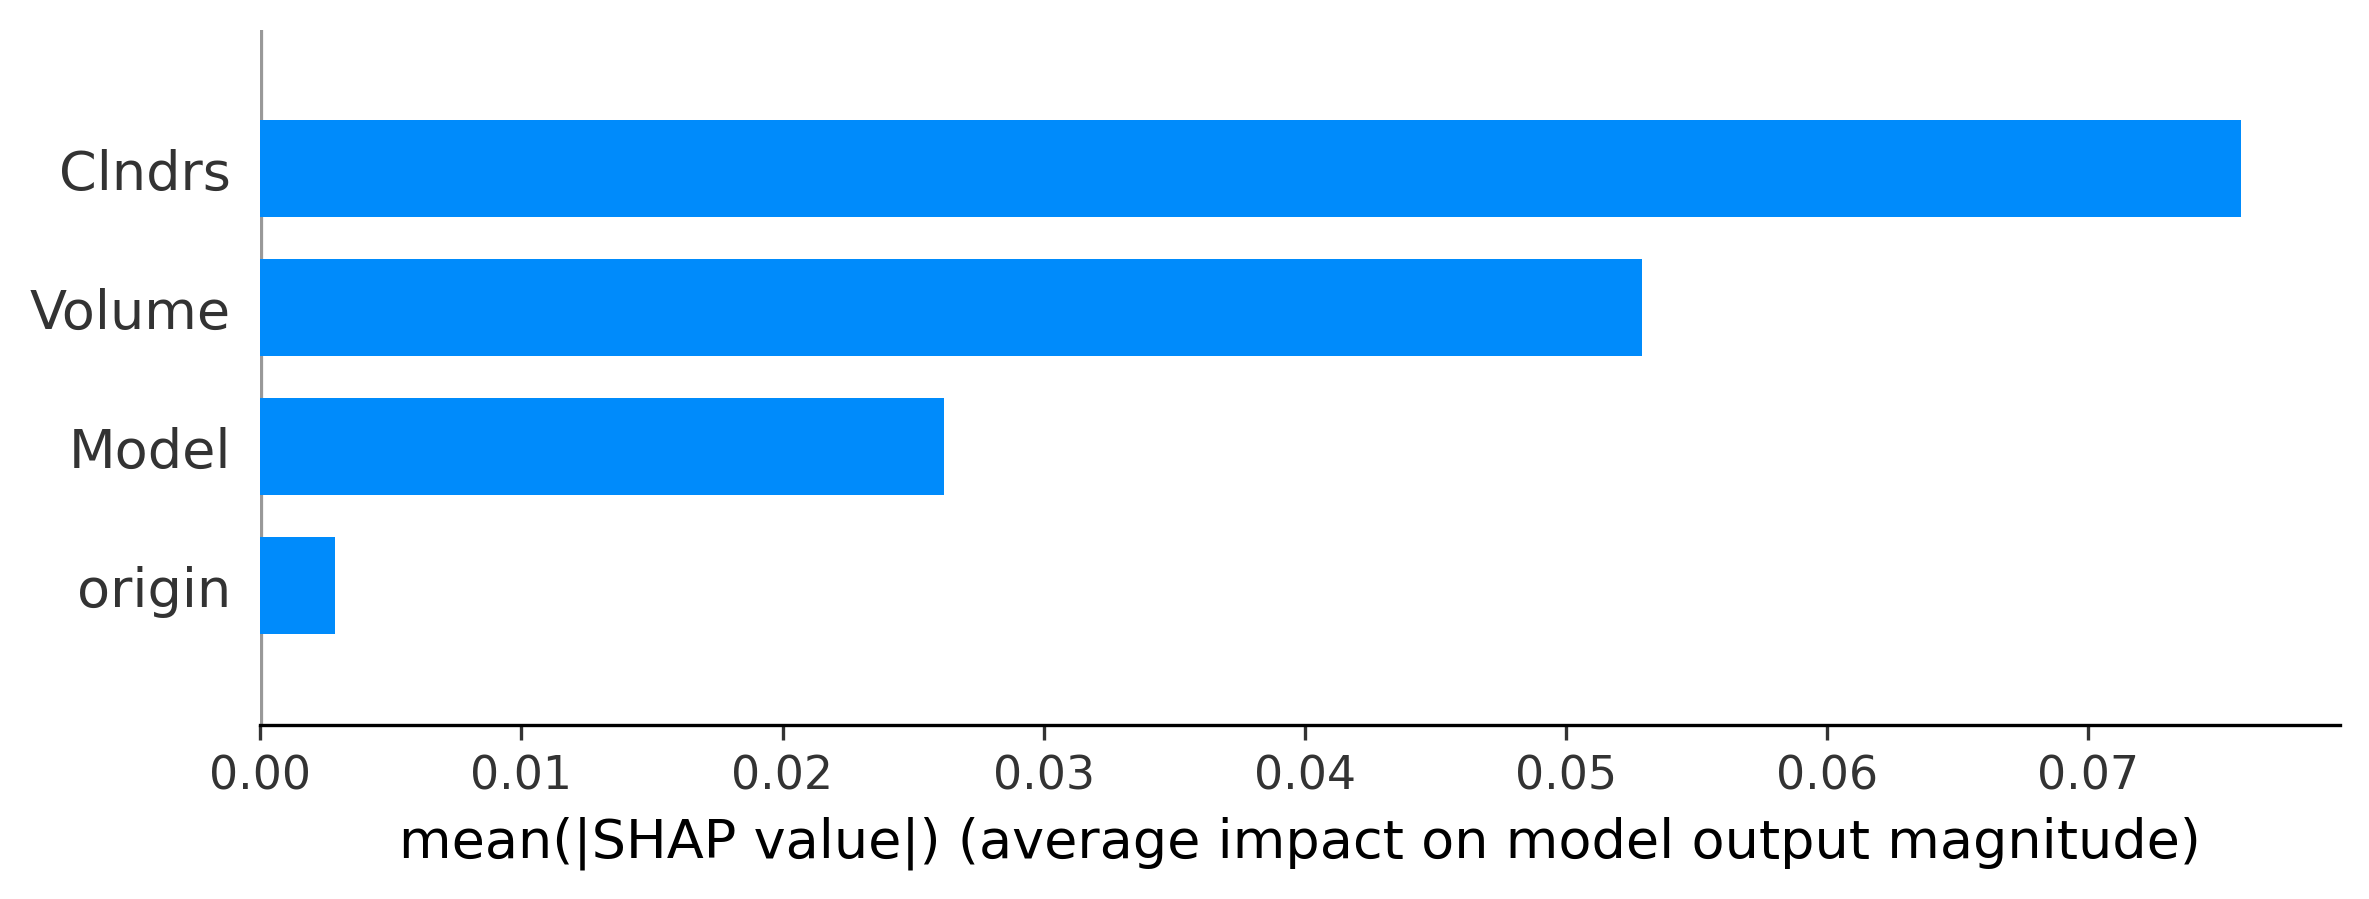 Clndrs
Volume
Model
origin
0.00 0.01 0.02 0.03 0.04 0.05 0.06 0.07
mean(|SHAP value|) (average impact on model output magnitude)